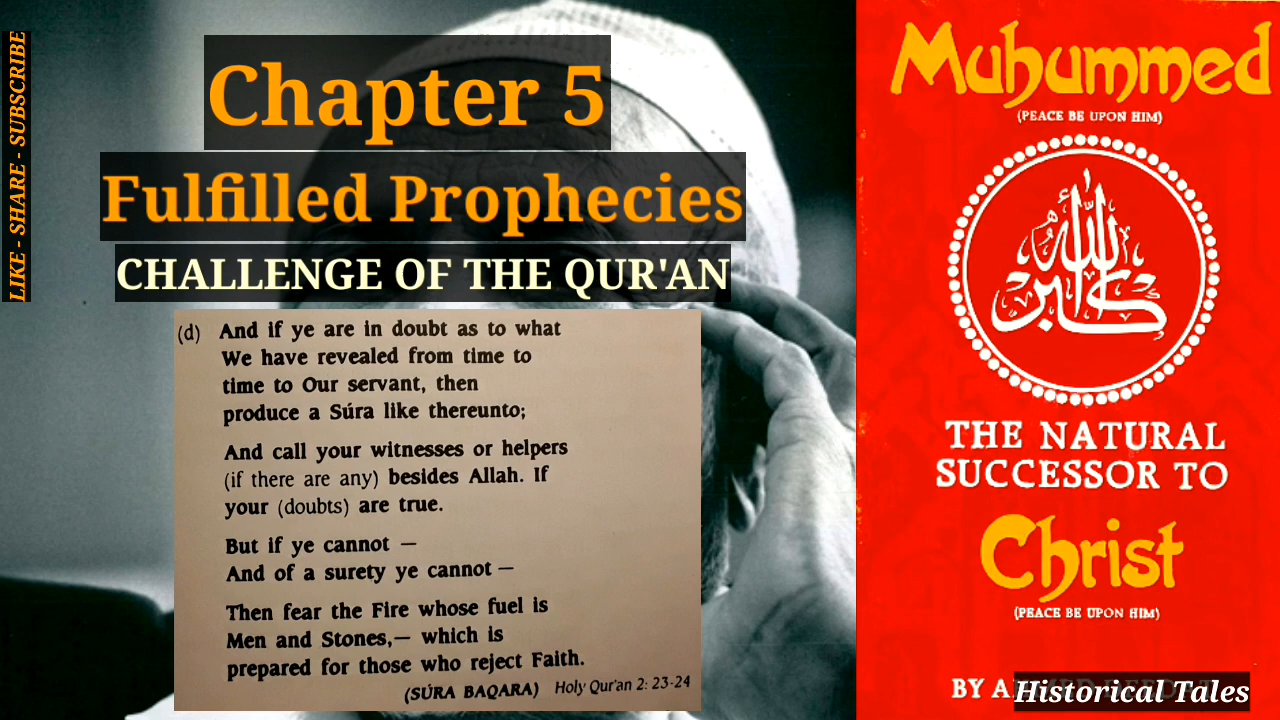 LIKE - SHARE - SUBSCRIBE
Chapter 5
Fulfilled Prophecies
CHALLENGE OF THE QUR'AN
(d) And if ye are in doubt as to what
We have revealed from time to
time to Our servant, then
produce a Súra like thereunto;
And call your witnesses or helpers
(if there are any) besides Allah. If
your (doubts) are true.
But if ye cannot —
And of a surety ye cannot —
Then fear the Fire whose fuel is
Men and Stones,— which is
prepared for those who reject Faith.
(SÚRA BAQARA) Holy Qur'an 2: 23-24
Muhummed
(PEACE BE UPON HIM)
الله
اكبر
THE NATURAL
SUCCESSOR TO
Christ
(PEACE BE UPON HIM)
BY
Historical Tales